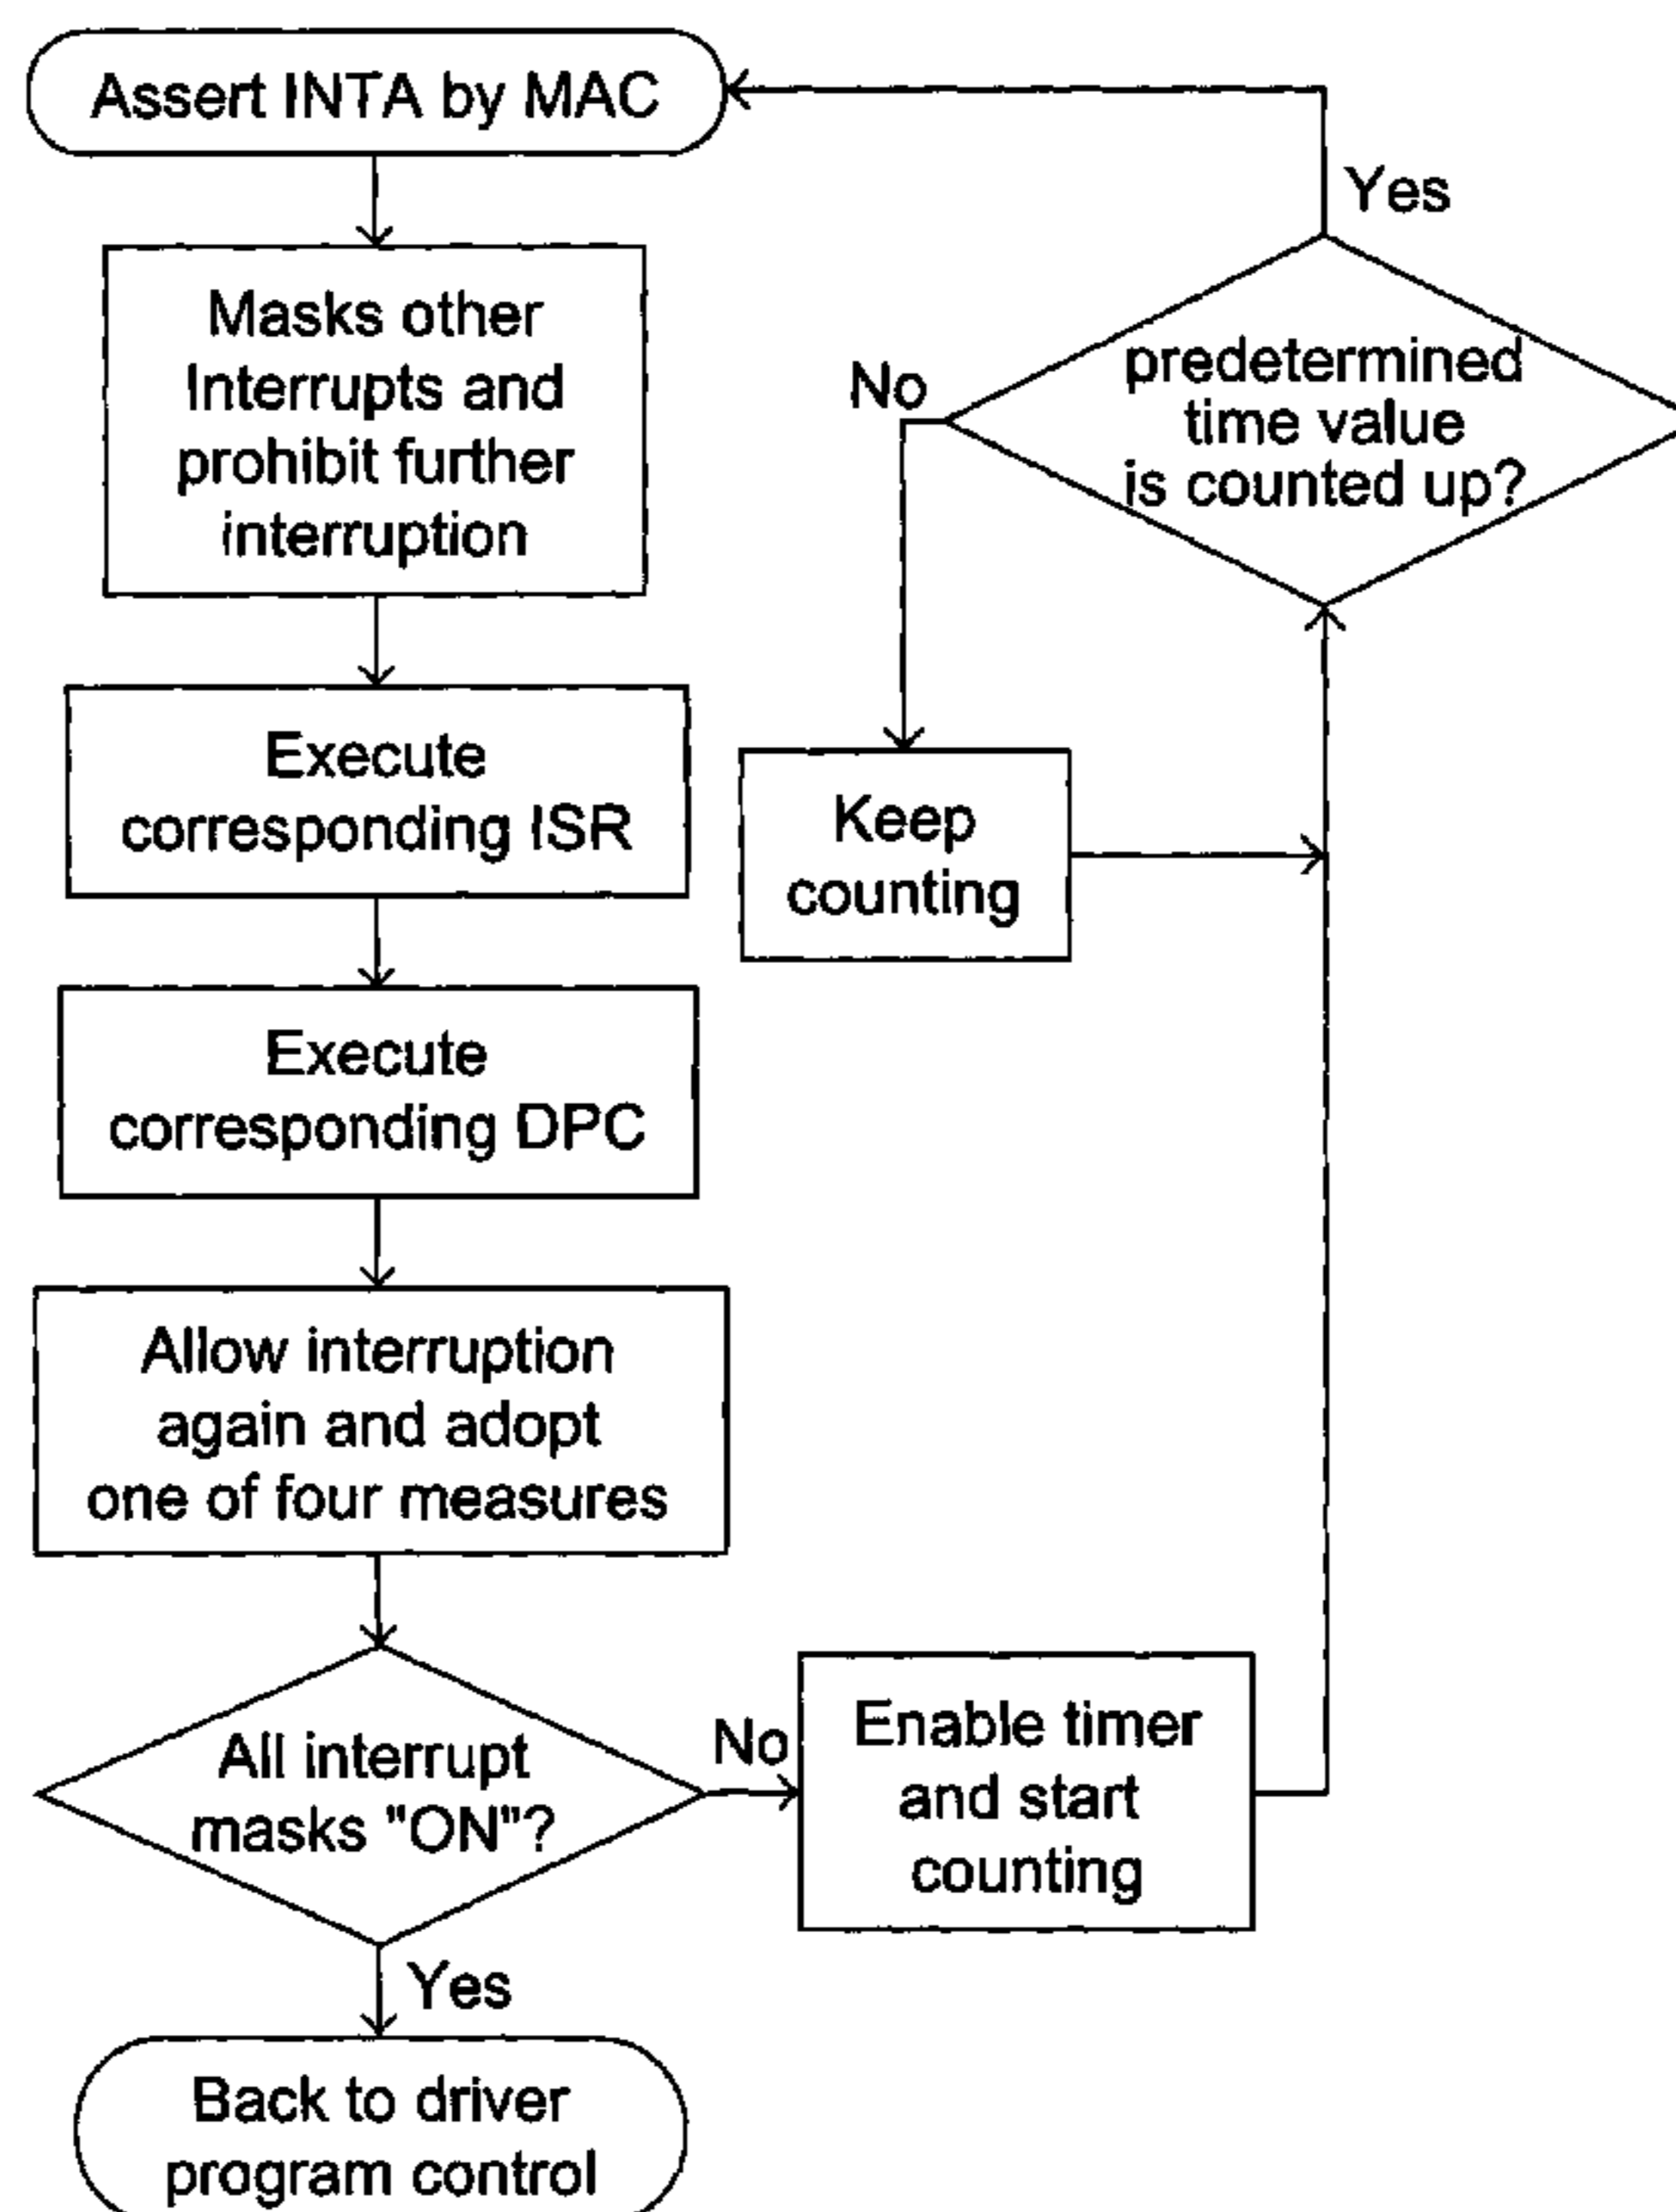 Assert INTA by MAC
Masks other
Interrupts and
prohibit further
interruption
Execute
corresponding ISR
Execute
corresponding DPC
Allow interruption
again and adopt
one of four measures
All interrupt
masks "ON"?
Yes
Back to driver
program control
No
Enable timer
and start
counting
predetermined
time value
is counted up?
Yes
No
Keep
counting